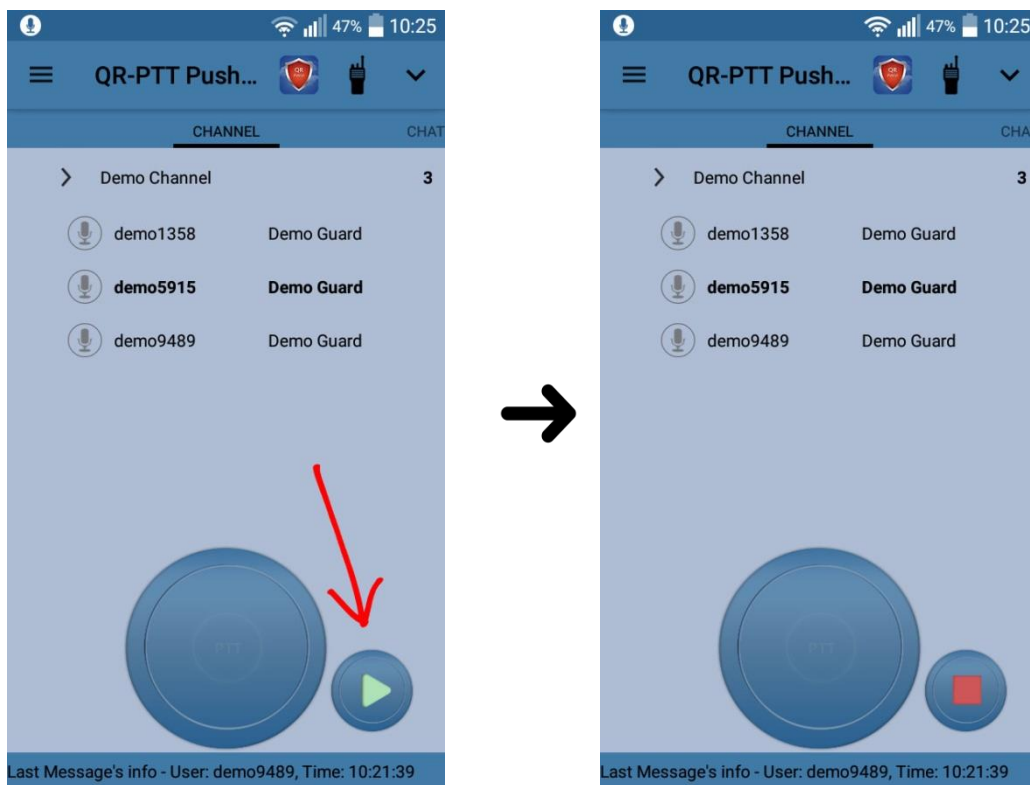 47% 10:25
QR-PTT Push...
CHANNEL CHAT
Demo Channel 3
demo1358 Demo Guard
demo5915 Demo Guard
demo9489 Demo Guard
PTT
Last Message's info - User: demo9489, Time: 10:21:39
47% 10:25
QR-PTT Push...
CHANNEL CHA
Demo Channel 3
demo1358 Demo Guard
demo5915 Demo Guard
demo9489 Demo Guard
PTT
Last Message's info - User: demo9489, Time: 10:21:39